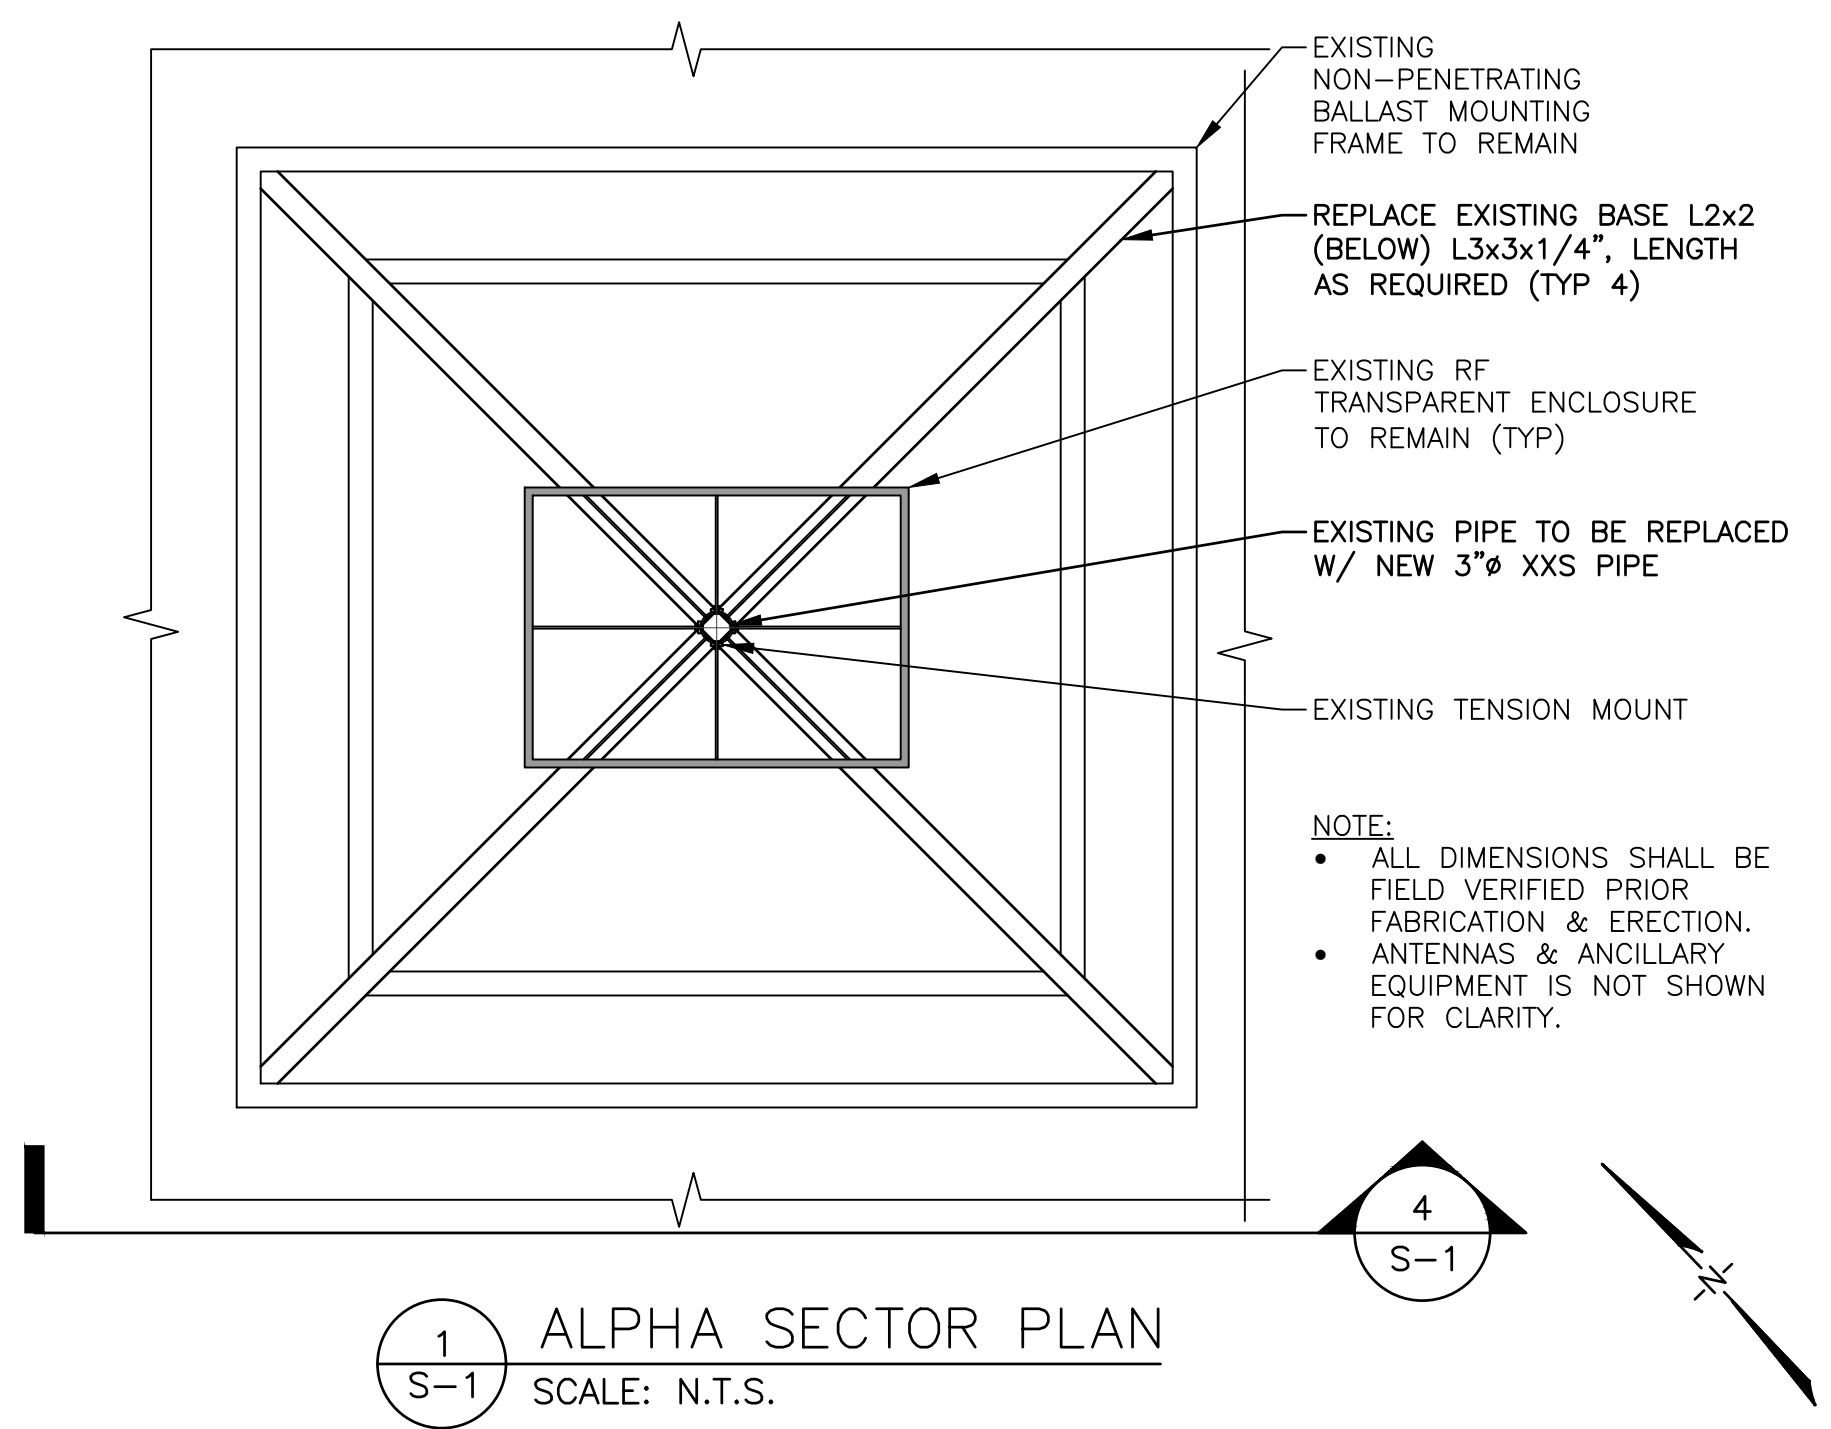 EXISTING
NON-PENETRATING
BALLAST MOUNTING
FRAME TO REMAIN
REPLACE EXISTING BASE L2x2
(BELOW) L3x3x1/4", LENGTH
AS REQUIRED (TYP 4)
EXISTING RF
TRANSPARENT ENCLOSURE
TO REMAIN (TYP)
EXISTING PIPE TO BE REPLACED
W/ NEW 3"ø XXS PIPE
EXISTING TENSION MOUNT
NOTE:
• ALL DIMENSIONS SHALL BE
FIELD VERIFIED PRIOR
FABRICATION & ERECTION.
• ANTENNAS & ANCILLARY
EQUIPMENT IS NOT SHOWN
FOR CLARITY.
4
S-1
N
1
S-1
ALPHA SECTOR PLAN
SCALE: N.T.S.